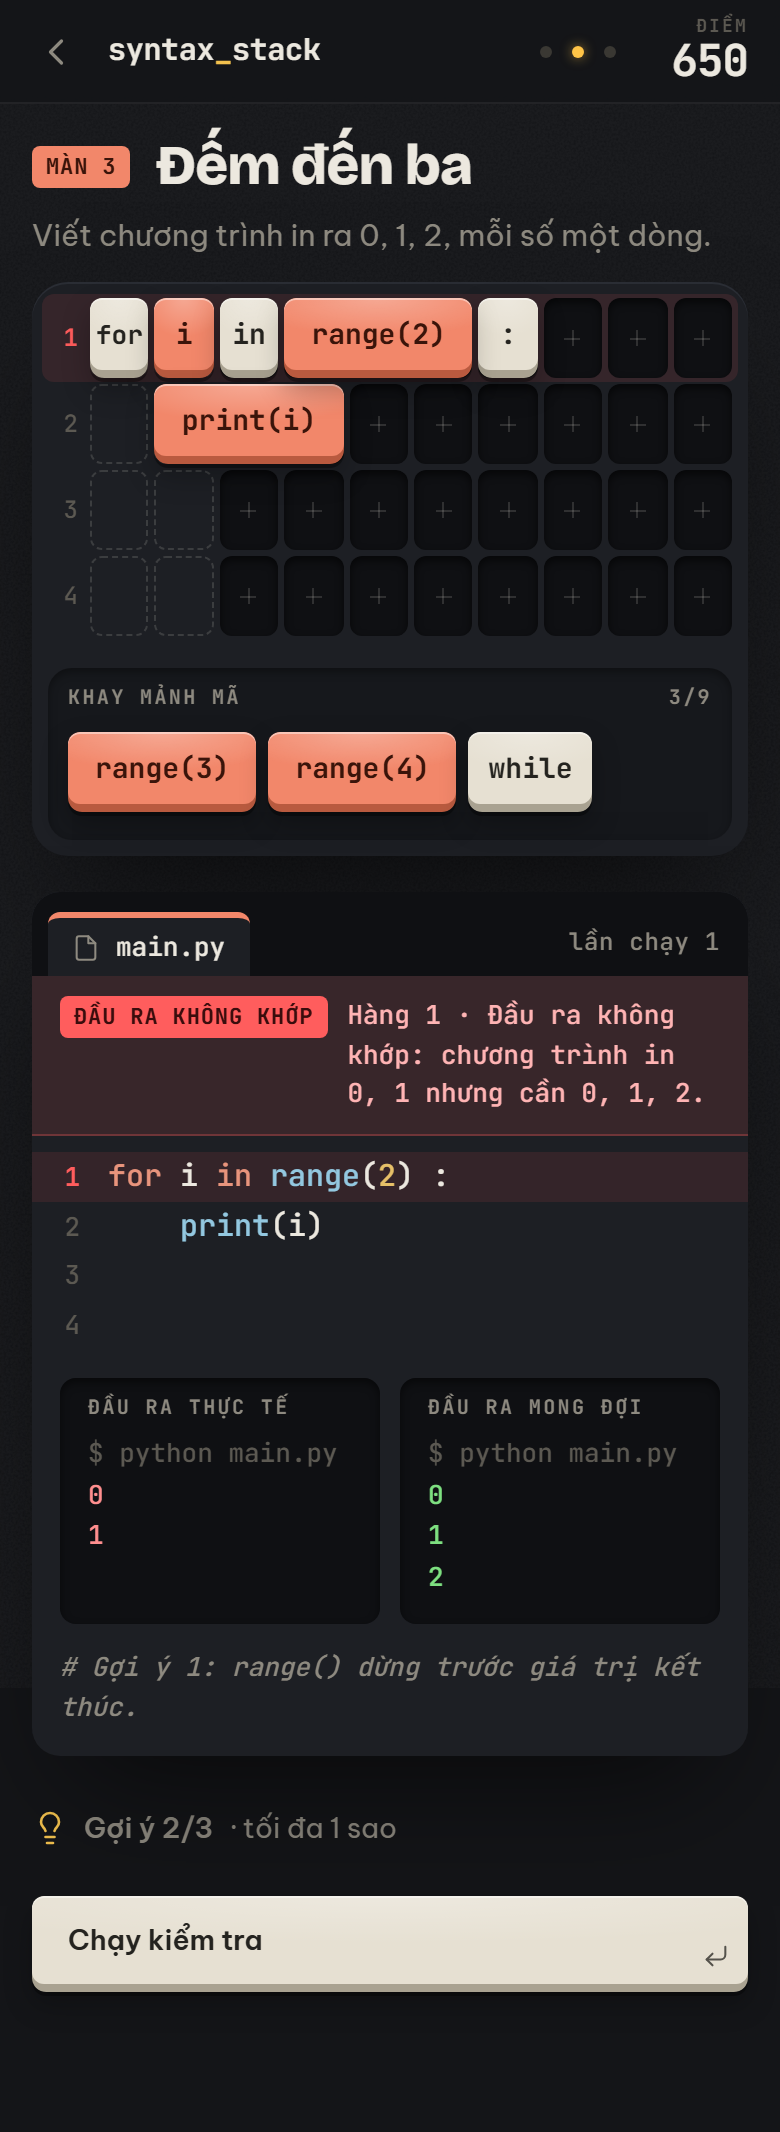 syntax_stack
ĐIỂM
650
MÀN 3
Đếm đến ba
Viết chương trình in ra 0, 1, 2, mỗi số một dòng.
1 for i in range(2) : + + +
2 print(i) + + + + + +
3 + + + + + + + +
4 + + + + + + + +
KHAY MẢNH MÃ 3/9
range(3) range(4) while
main.py lần chạy 1
ĐẦU RA KHÔNG KHỚP
Hàng 1 · Đầu ra không
khớp: chương trình in
0, 1 nhưng cần 0, 1, 2.
1 for i in range(2) :
2 print(i)
3
4
ĐẦU RA THỰC TẾ
$ python main.py
0
1
ĐẦU RA MONG ĐỢI
$ python main.py
0
1
2
# Gợi ý 1: range() dừng trước giá trị kết
thúc.
Gợi ý 2/3 · tối đa 1 sao
Chạy kiểm tra